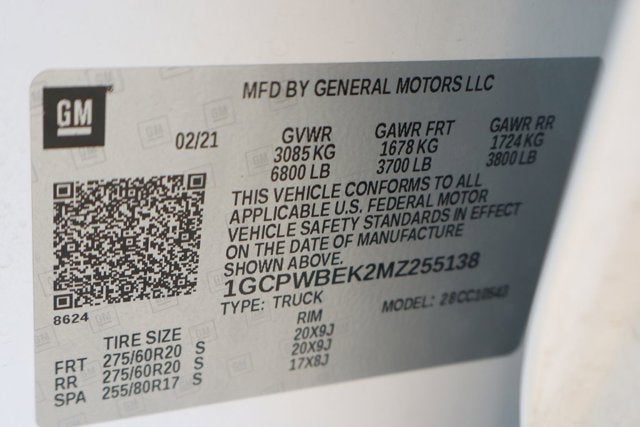 GM
MFD BY GENERAL MOTORS LLC
02/21 GVWR GAWR FRT GAWR RR
3085 KG 1678 KG 1724 KG
6800 LB 3700 LB 3800 LB
THIS VEHICLE CONFORMS TO ALL
APPLICABLE U.S. FEDERAL MOTOR
VEHICLE SAFETY STANDARDS IN EFFECT
ON THE DATE OF MANUFACTURE
SHOWN ABOVE.
1GCPWBEK2MZ255138
TYPE: TRUCK MODEL:
8624
TIRE SIZE RIM
FRT 275/60R20 S 20X9J
RR 275/60R20 S 20X9J
SPA 255/80R17 S 17X8J